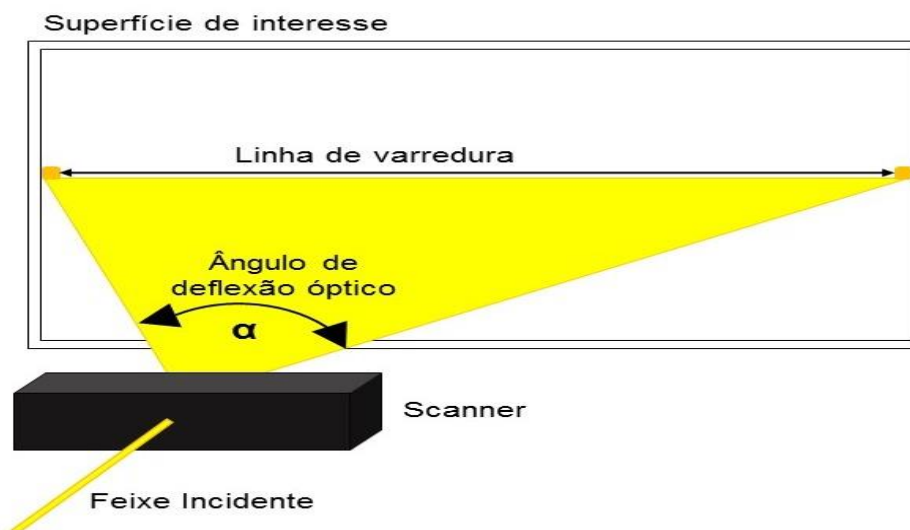 Superfície de interesse
Linha de varredura
Ângulo de
deflexão óptico
α
Scanner
Feixe Incidente